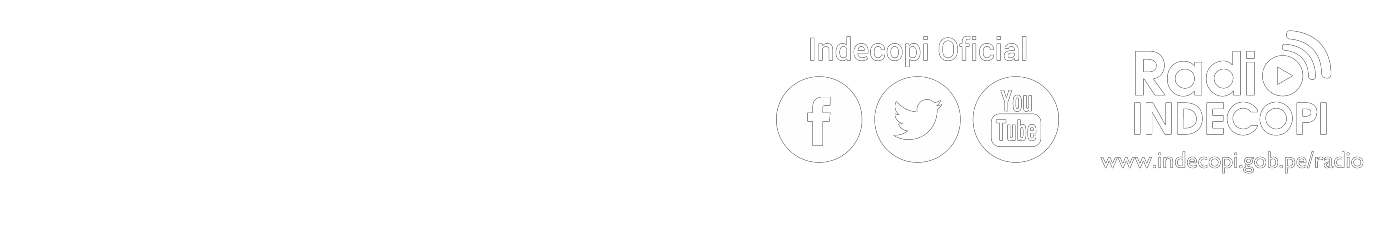 Indecopi Oficial
f
You
Tube
Radio
INDECOPI
www.indecopi.gob.pe/radio